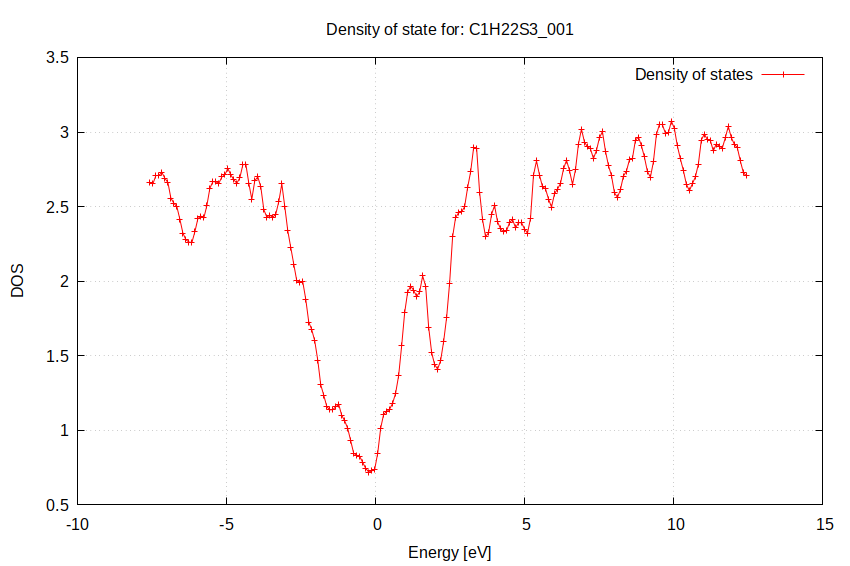 Density of state for: C1H22S3_001
Density of states
3.5
3
2.5
2
1.5
1
0.5
DOS
-10 -5 0 5 10 15
Energy [eV]